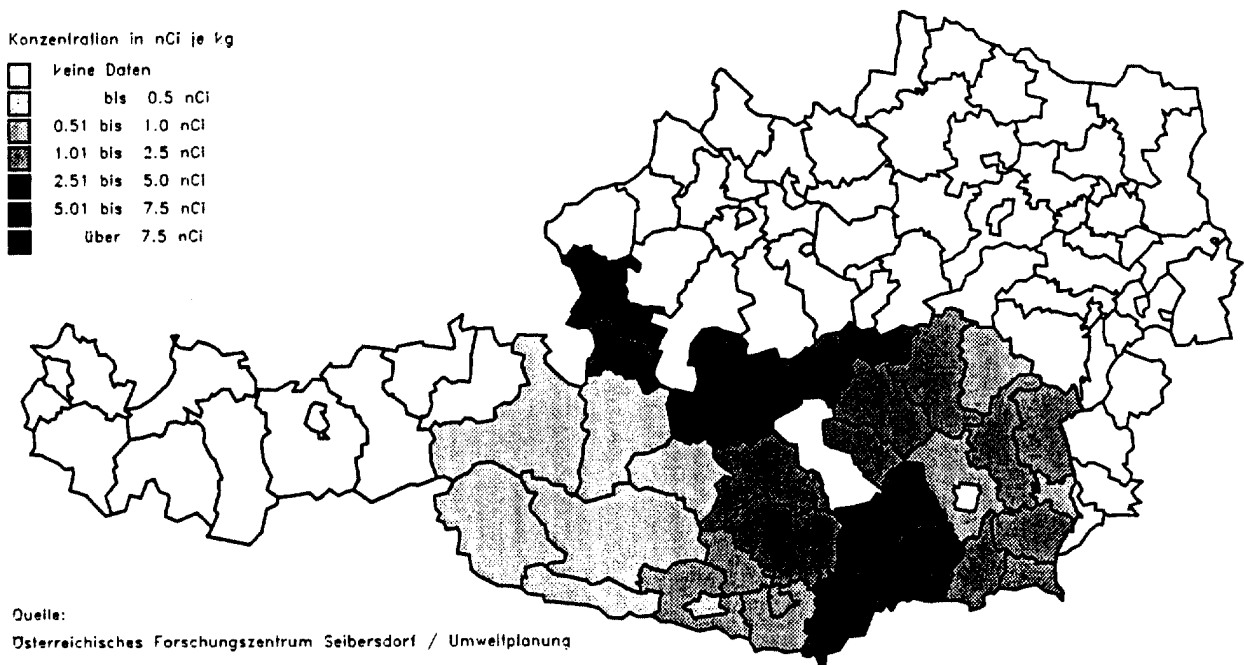 Konzentration in nCi je kg
keine Daten
bis 0.5 nCi
0.51 bis 1.0 nCi
1.01 bis 2.5 nCi
2.51 bis 5.0 nCi
5.01 bis 7.5 nCi
über 7.5 nCi
Quelle:
Österreichisches Forschungszentrum Seibersdorf / Umweltplanung